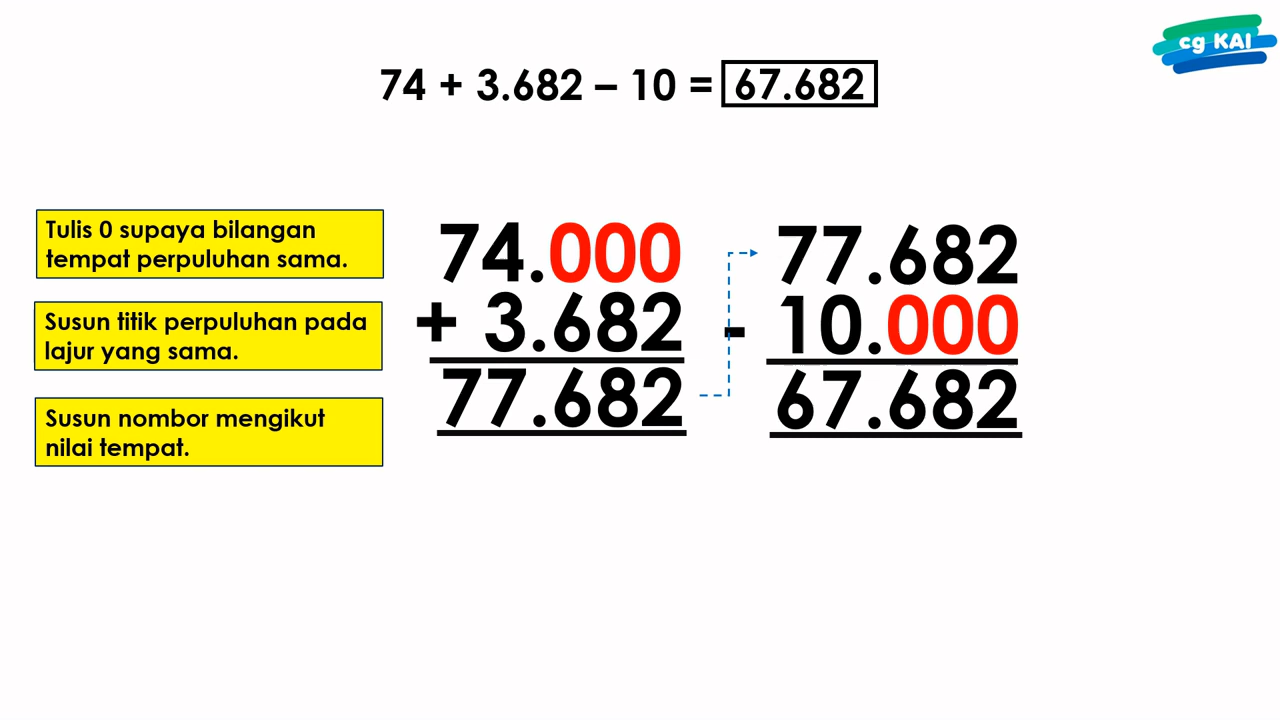 cg KAI
74 + 3.682 – 10 = 67.682
Tulis 0 supaya bilangan
tempat perpuluhan sama.
Susun titik perpuluhan pada
lajur yang sama.
Susun nombor mengikut
nilai tempat.
74.000
+ 3.682
77.682
77.682
- 10.000
67.682